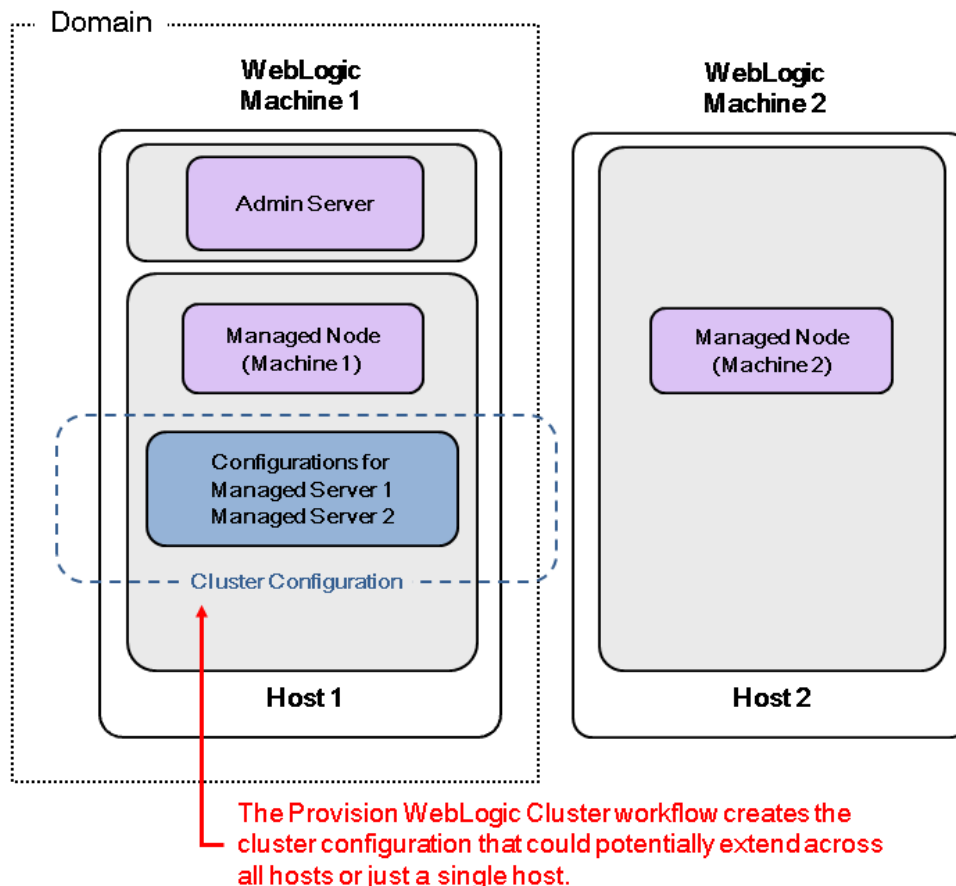 Domain
WebLogic
Machine 1
Admin Server
Managed Node
(Machine 1)
Configurations for
Managed Server 1
Managed Server 2
Cluster Configuration
Host 1
WebLogic
Machine 2
Managed Node
(Machine 2)
Host 2
The Provision WebLogic Cluster workflow creates the
cluster configuration that could potentially extend across
all hosts or just a single host.